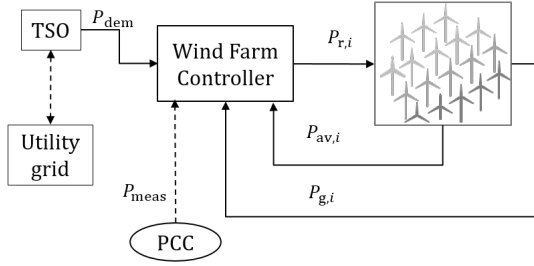 TSO
P_dem
Wind Farm
Controller
P_r,i
Utility
grid
P_av,i
P_meas
P_g,i
PCC